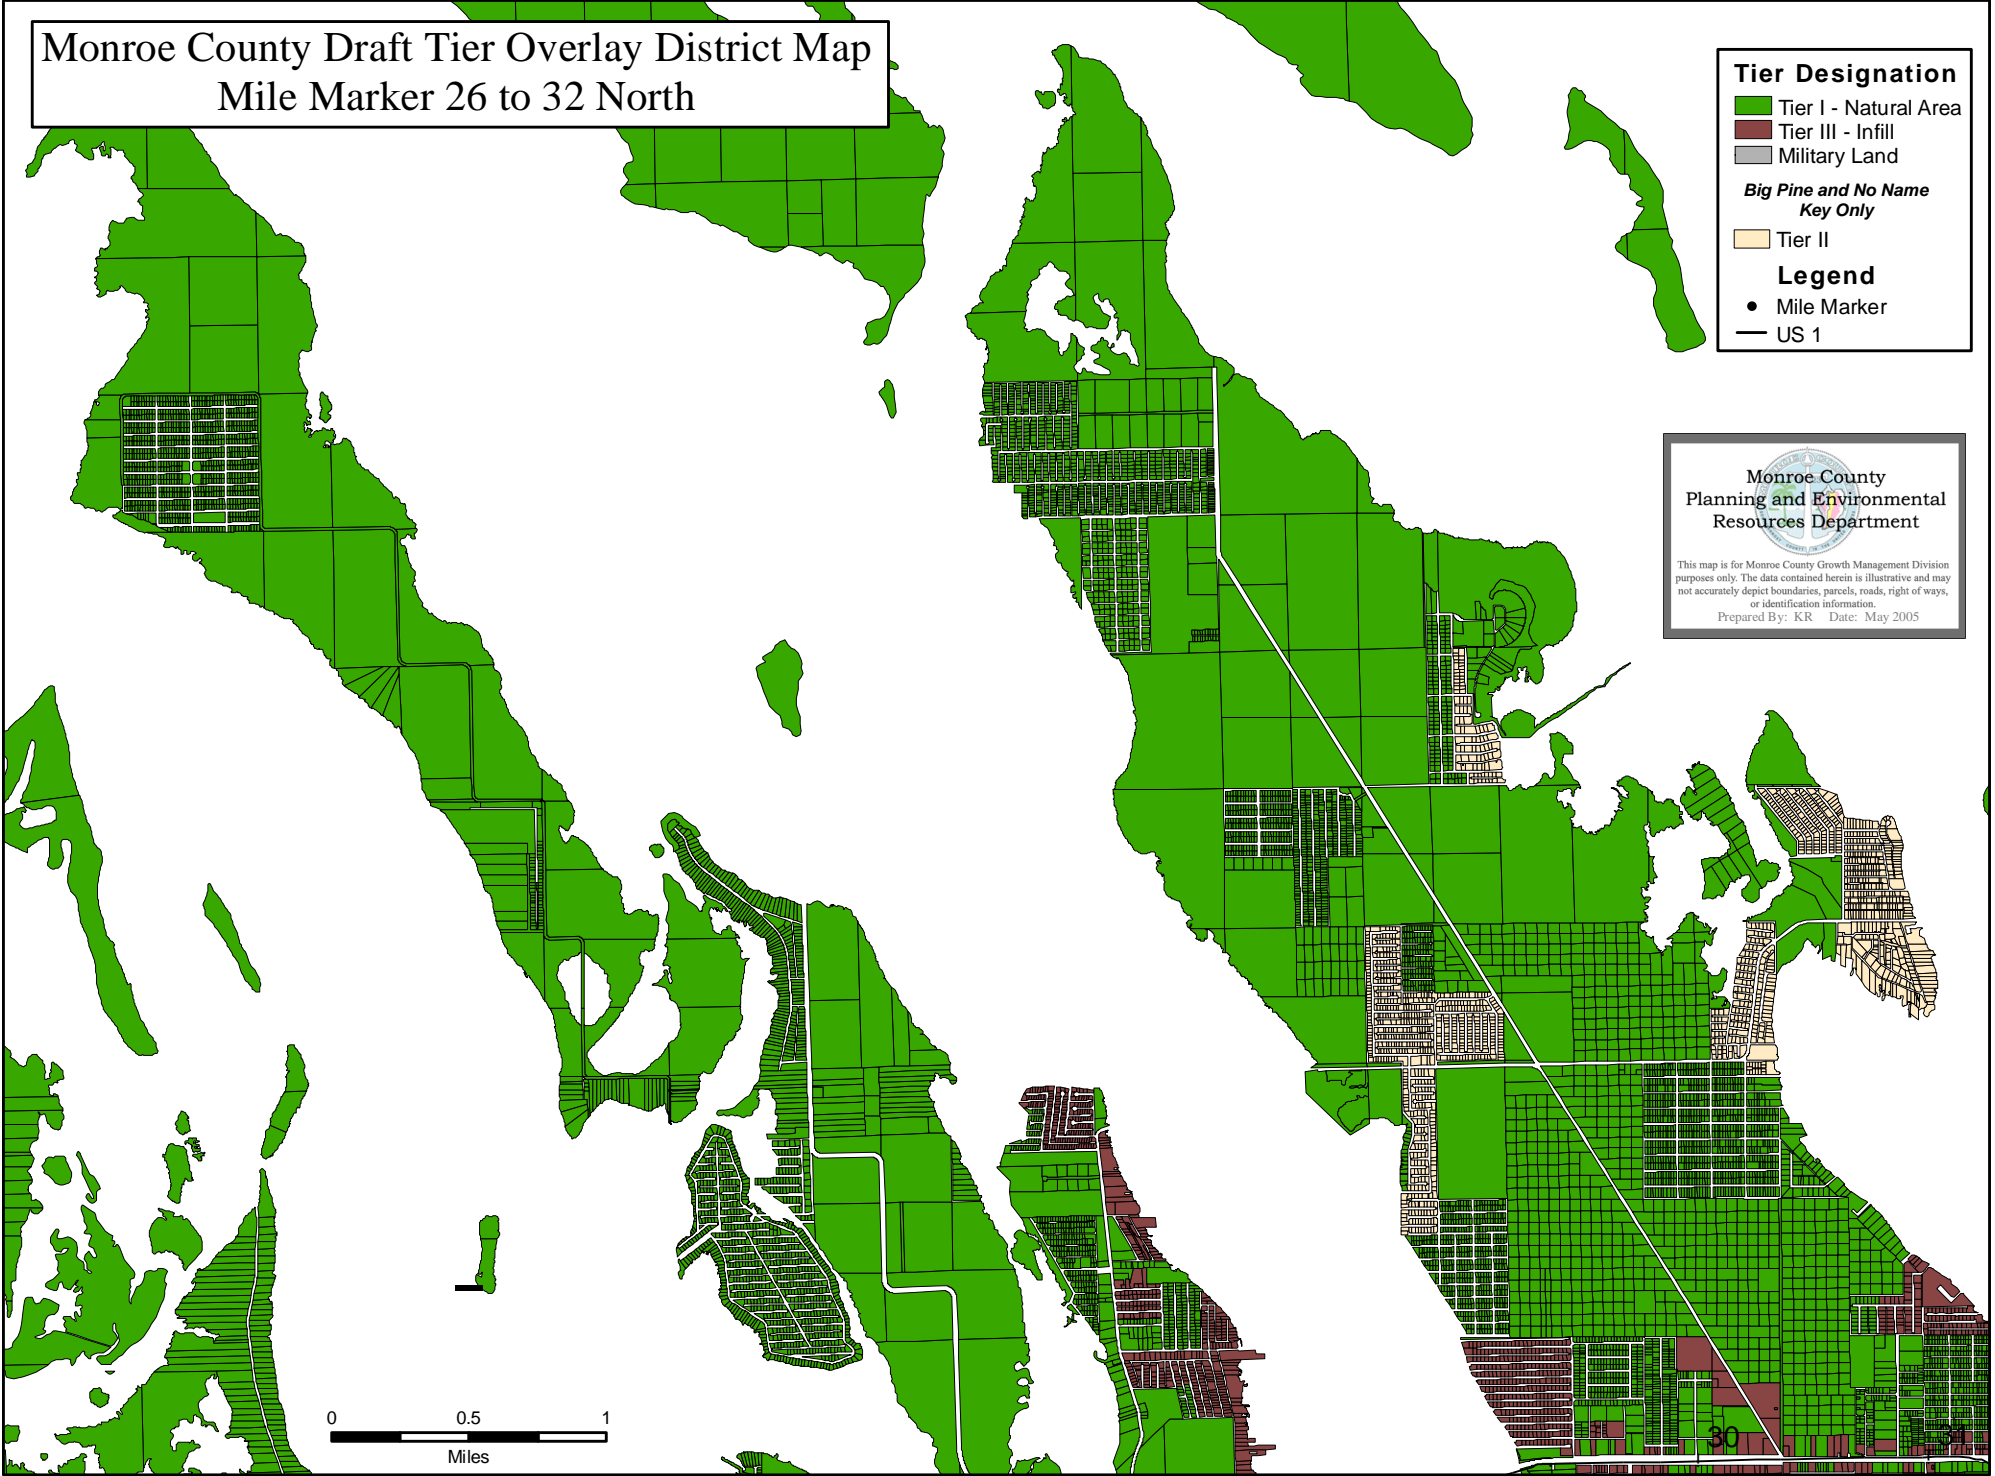 Monroe County Draft Tier Overlay District Map
Mile Marker 26 to 32 North
Tier Designation
Tier I - Natural Area
Tier III - Infill
Military Land
Big Pine and No Name
Key Only
Tier II
Legend
Mile Marker
US 1
Monroe County
Planning and Environmental
Resources Department
This map is for Monroe County Growth Management Division
purposes only. The data contained herein is illustrative and may
not accurately depict boundaries, parcels, roads, right of ways,
or identification information.
Prepared By: KR Date: May 2005
0 0.5 1
Miles
30